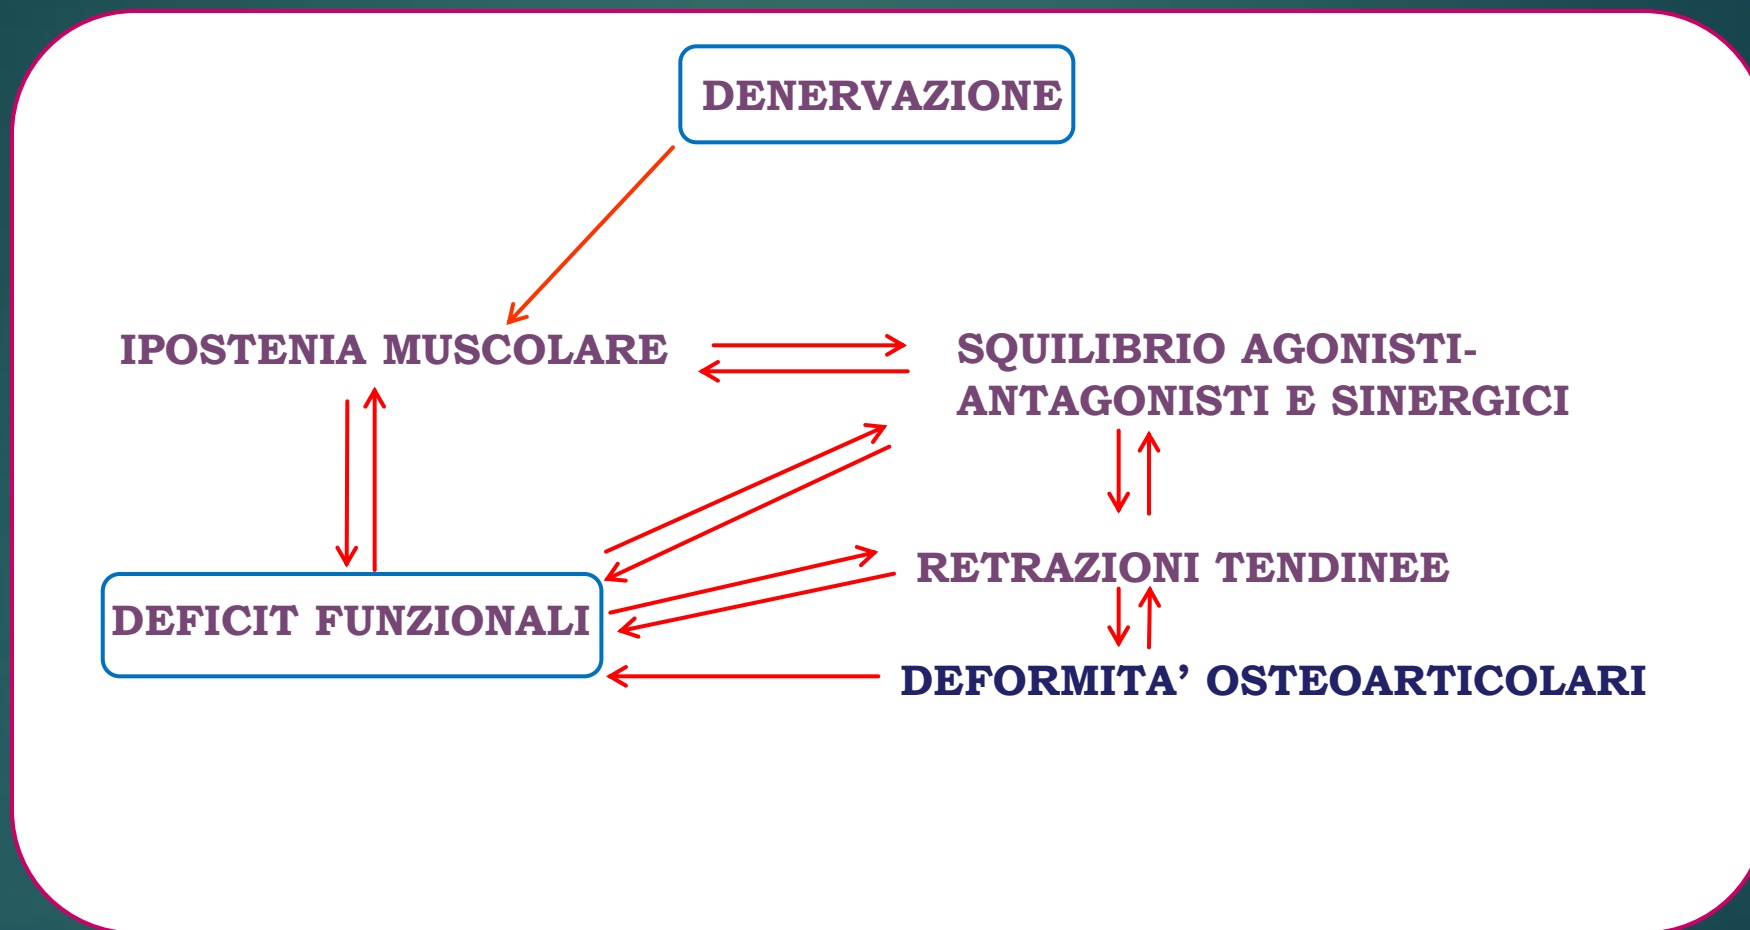 DENERVAZIONE
IPOSTENIA MUSCOLARE
SQUILIBRIO AGONISTI-
ANTAGONISTI E SINERGICI
RETRAZIONI TENDINEE
DEFICIT FUNZIONALI
DEFORMITA’ OSTEOARTICOLARI